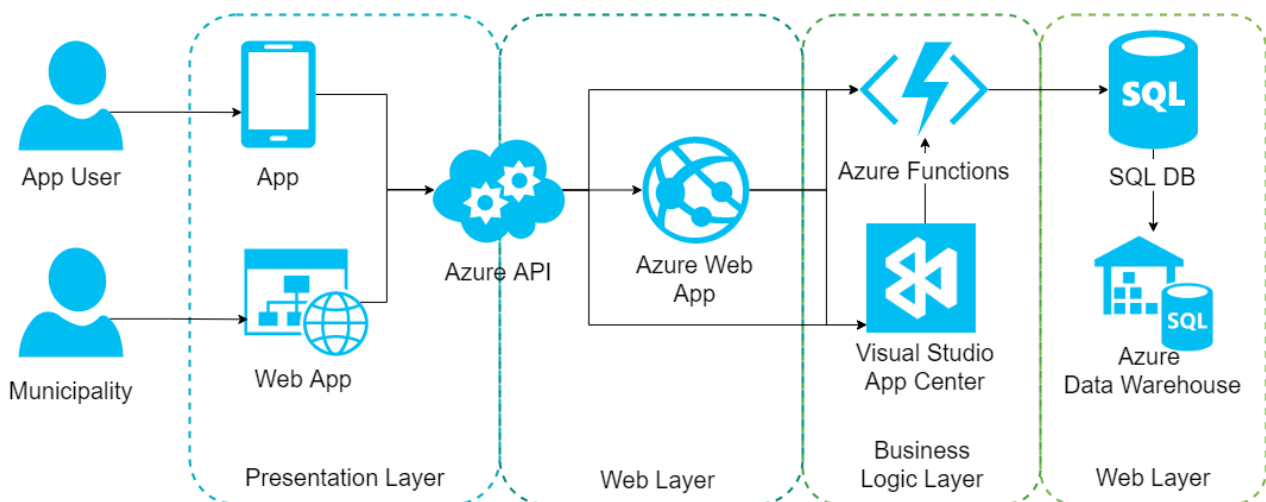 App User
App
Azure API
Azure Web
App
Azure Functions
SQL
SQL DB
Municipality
Web App
Visual Studio
App Center
SQL
Azure
Data Warehouse
Presentation Layer
Web Layer
Business
Logic Layer
Web Layer